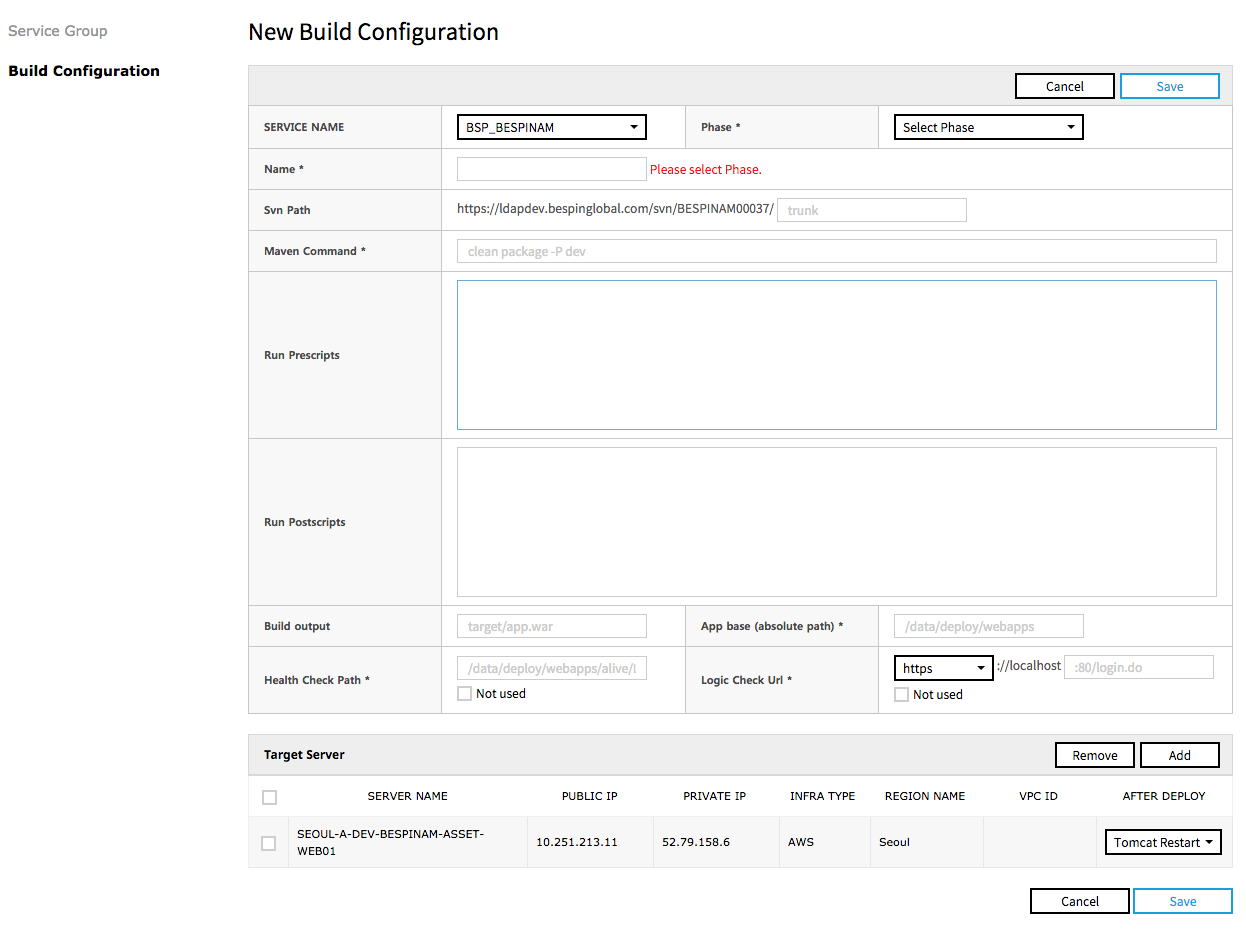 Service Group
Build Configuration
New Build Configuration
Cancel Save
SERVICE NAME BSP_BESPINAM Phase * Select Phase
Name * Please select Phase.
Svn Path https://ldapdev.bespinglobal.com/svn/BESPINAM00037/ trunk
Maven Command * clean package -P dev
Run Prescripts
Run Postscripts
Build output target/app.war App base (absolute path) * /data/deploy/webapps
Health Check Path * /data/deploy/webapps/alive/l Logic Check Url * https ://localhost :80/login.do
Not used Not used
Target Server Remove Add
SERVER NAME PUBLIC IP PRIVATE IP INFRA TYPE REGION NAME VPC ID AFTER DEPLOY
SEOUL-A-DEV-BESPINAM-ASSET-
WEB01 10.251.213.11 52.79.158.6 AWS Seoul Tomcat Restart
Cancel Save